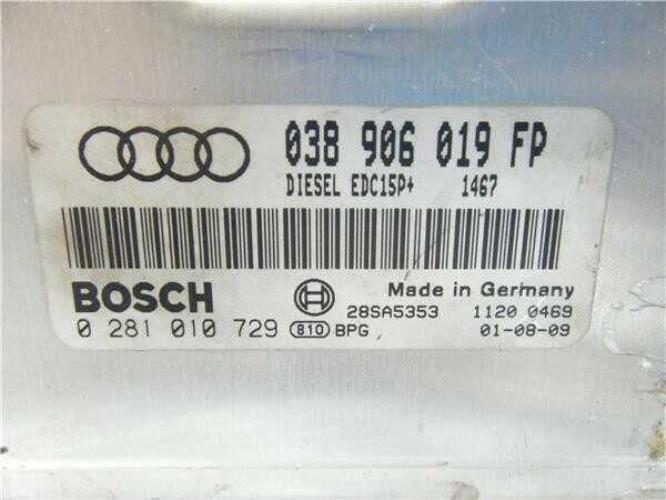 038 906 019 FP
DIESEL EDC15P+ 1467
BOSCH Made in Germany
28SA5353 1120 0469
0 281 010 729 810 BPG 01-08-09